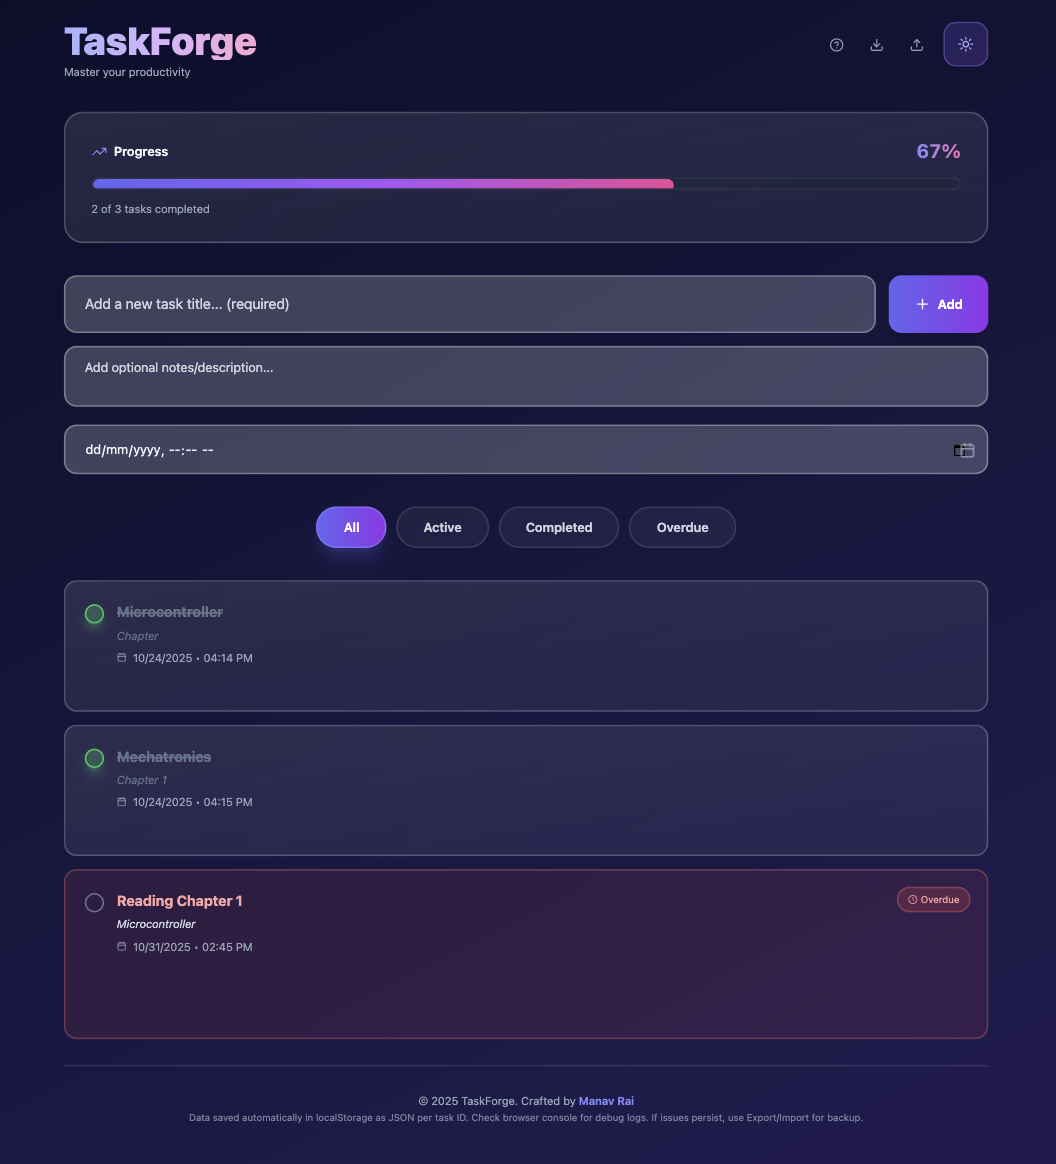 TaskForge
Master your productivity
Progress
67%
2 of 3 tasks completed
Add a new task title... (required)
Add
Add optional notes/description...
dd/mm/yyyy, --:-- --
All
Active
Completed
Overdue
Microcontroller
Chapter
10/24/2025 • 04:14 PM
Mechatronics
Chapter 1
10/24/2025 • 04:15 PM
Reading Chapter 1
Overdue
Microcontroller
10/31/2025 • 02:45 PM
© 2025 TaskForge. Crafted by Manav Rai
Data saved automatically in localStorage as JSON per task ID. Check browser console for debug logs. If issues persist, use Export/Import for backup.